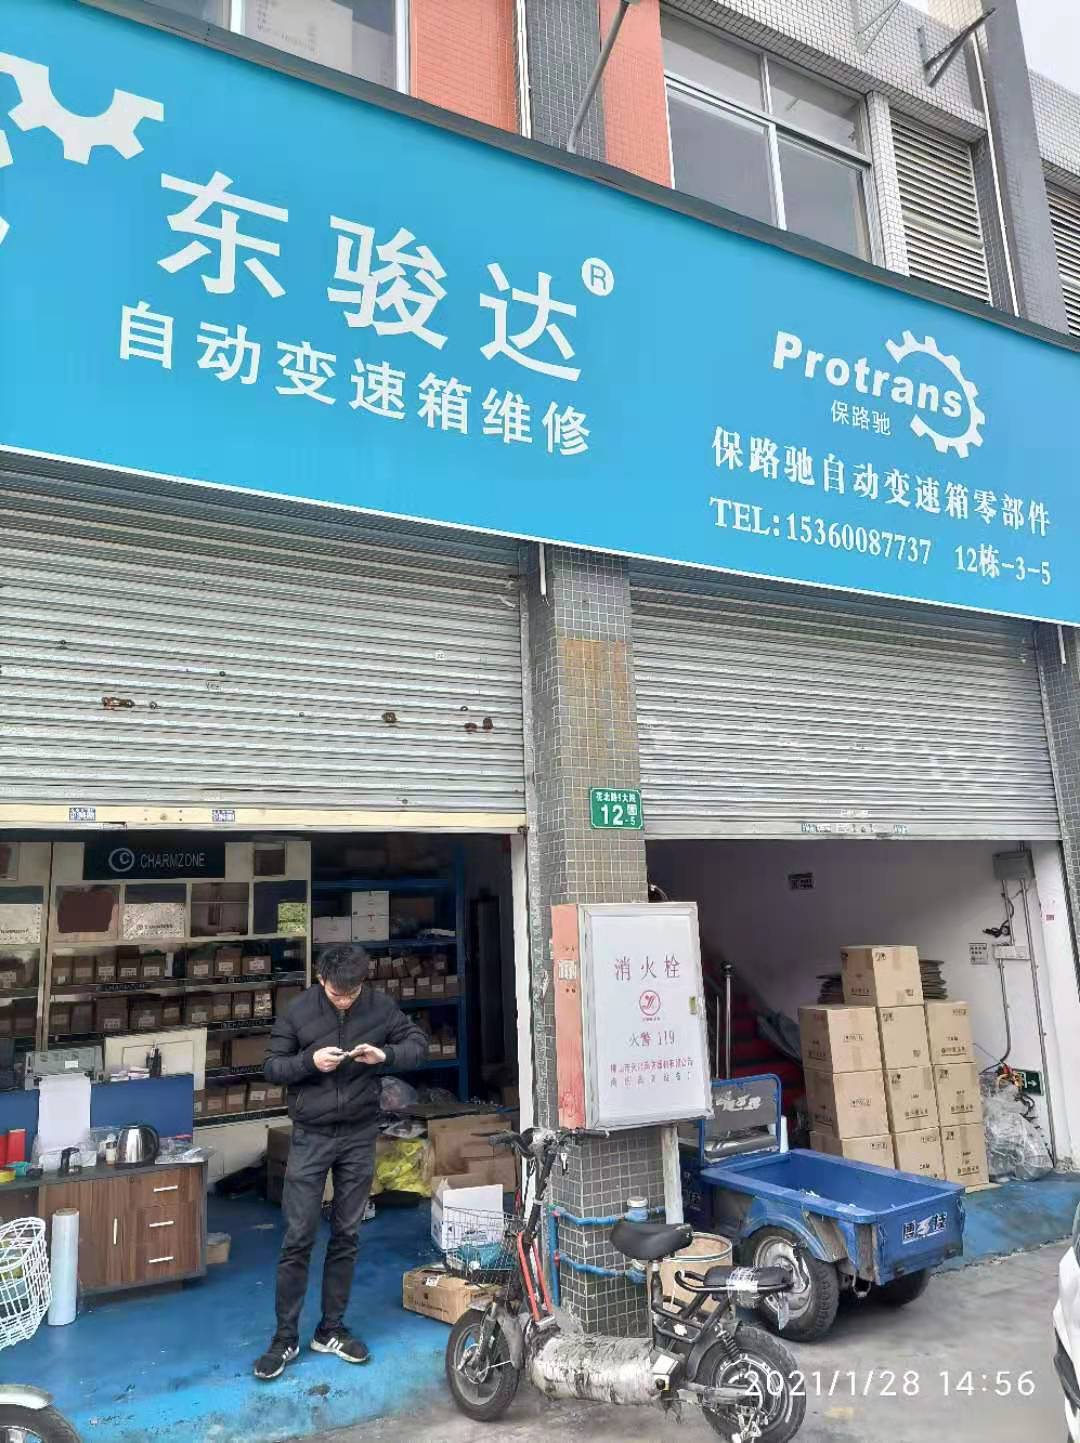 东骏达®
自动变速箱维修
Protrans
保路驰
保路驰自动变速箱零部件
TEL:15360087737 12栋-3-5
12
-5
© CHARMZONE
消火栓
火警 119
2021/1/28 14:56